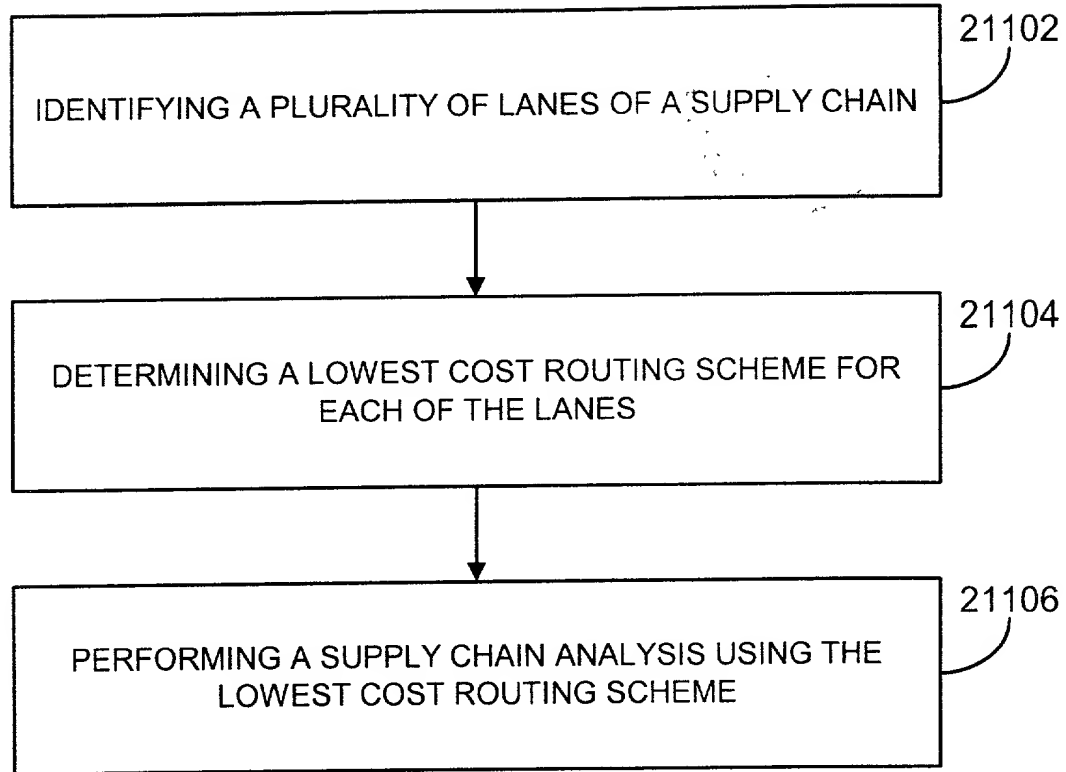 21102
IDENTIFYING A PLURALITY OF LANES OF A SUPPLY CHAIN
21104
DETERMINING A LOWEST COST ROUTING SCHEME FOR
EACH OF THE LANES
21106
PERFORMING A SUPPLY CHAIN ANALYSIS USING THE
LOWEST COST ROUTING SCHEME